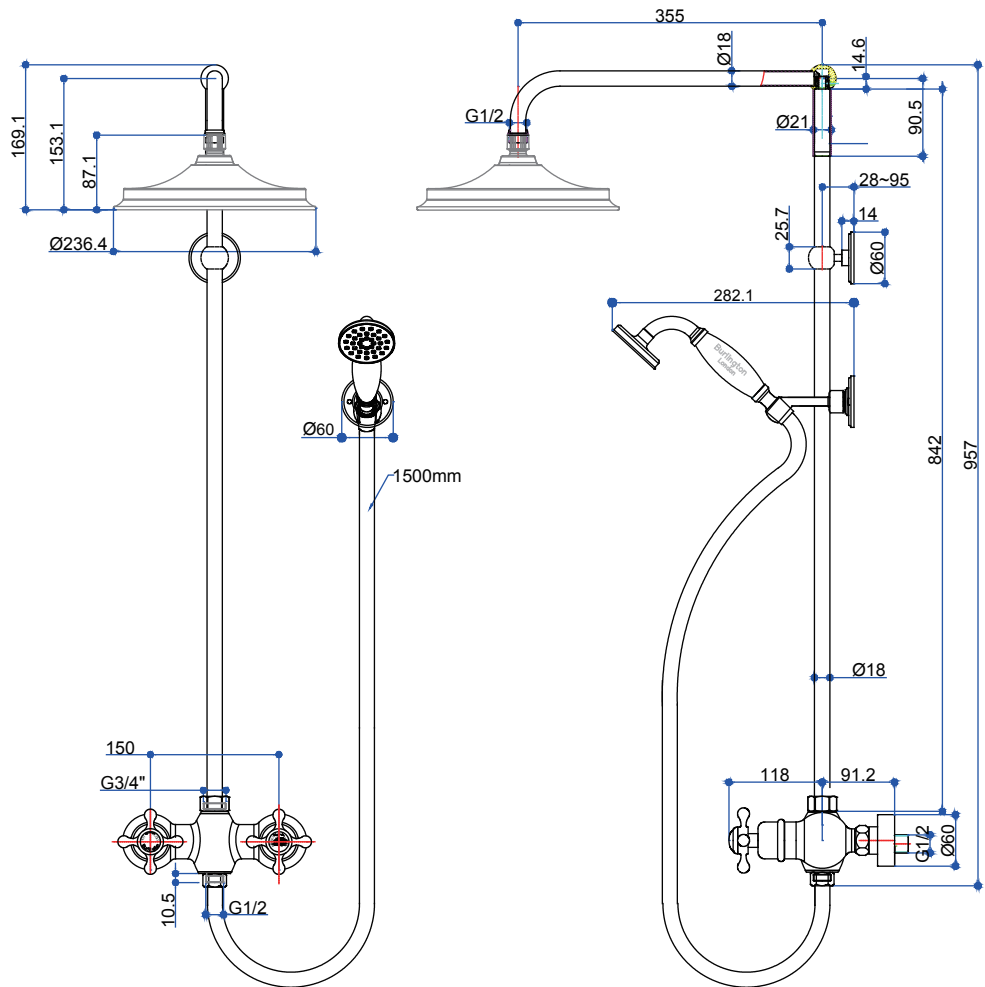 355
Ø18
14.6
169.1
153.1
87.1
G1/2
Ø21
90.5
28~95
14
25.7
Ø60
Ø236.4
282.1
Burlington
London
Ø60
1500mm
842
957
Ø18
150
G3/4"
118
91.2
G1/2
Ø60
10.5
G1/2